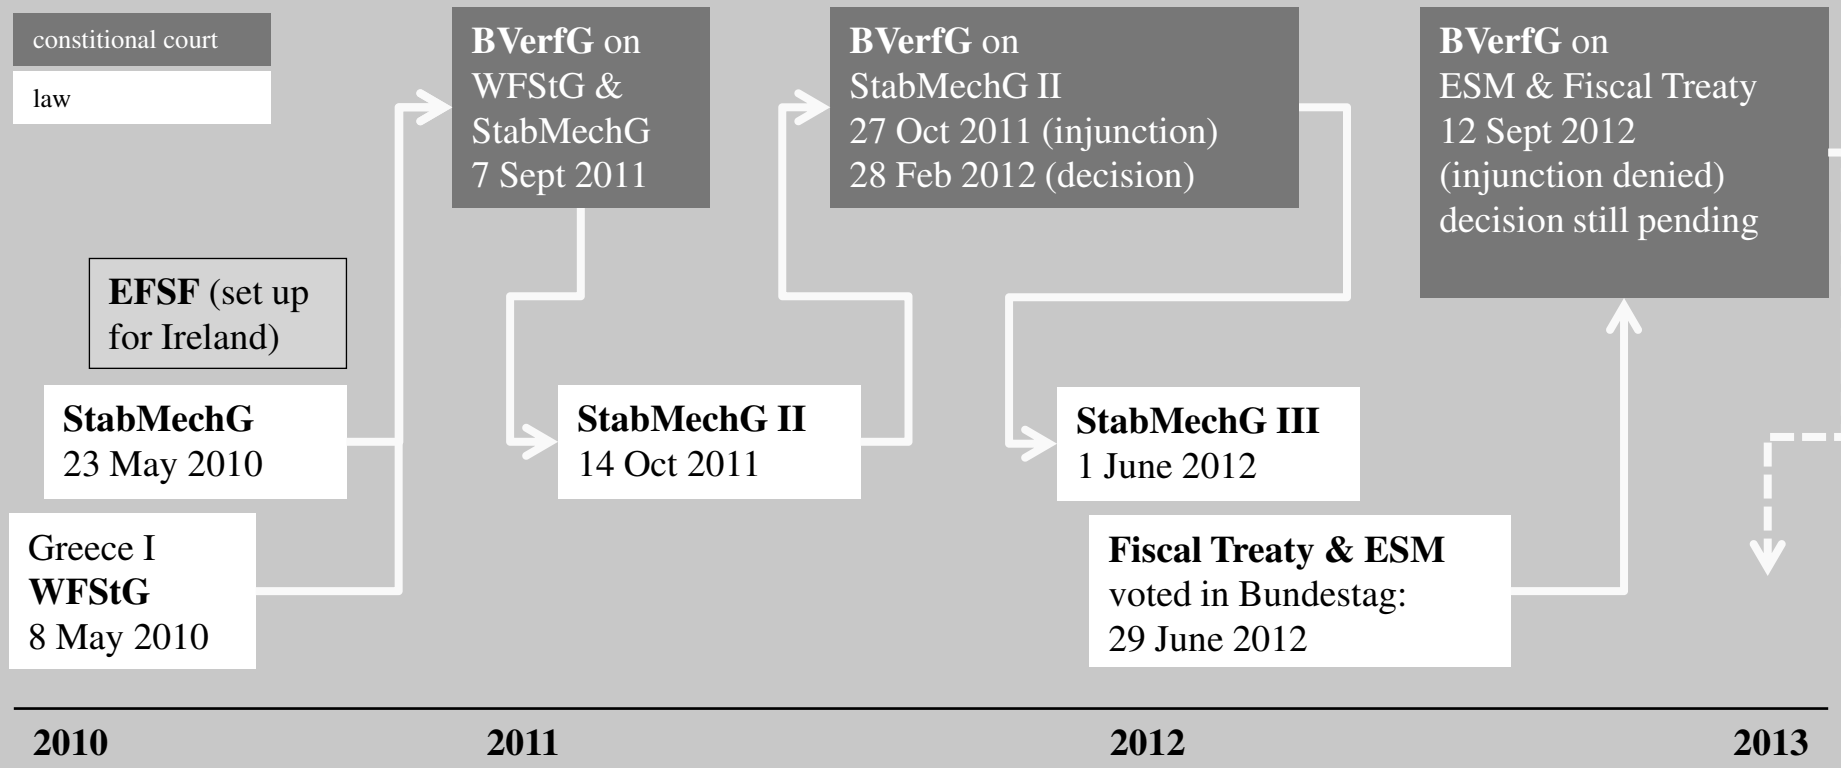 constitional court
law
BVerfG on
WFStG &
StabMechG
7 Sept 2011
BVerfG on
StabMechG II
27 Oct 2011 (injunction)
28 Feb 2012 (decision)
BVerfG on
ESM & Fiscal Treaty
12 Sept 2012
(injunction denied)
decision still pending
EFSF (set up
for Ireland)
StabMechG
23 May 2010
StabMechG II
14 Oct 2011
StabMechG III
1 June 2012
Greece I
WFStG
8 May 2010
Fiscal Treaty & ESM
voted in Bundestag:
29 June 2012
2010 2011 2012 2013